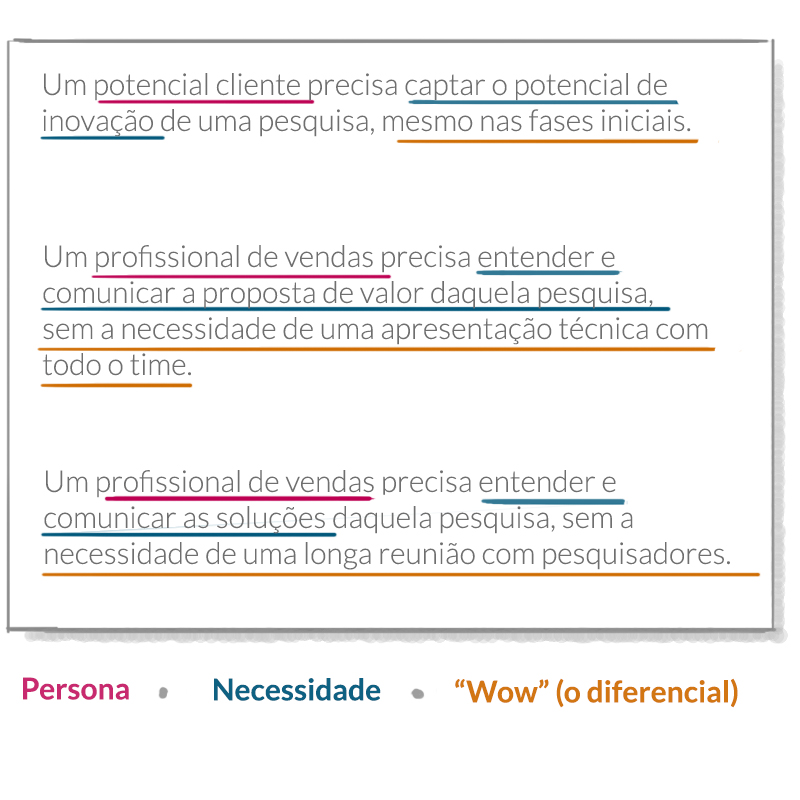 Um potencial cliente precisa captar o potencial de
inovação de uma pesquisa, mesmo nas fases iniciais.
Um profissional de vendas precisa entender e
comunicar a proposta de valor daquela pesquisa,
sem a necessidade de uma apresentação técnica com
todo o time.
Um profissional de vendas precisa entender e
comunicar as soluções daquela pesquisa, sem a
necessidade de uma longa reunião com pesquisadores.
Persona • Necessidade • “Wow” (o diferencial)